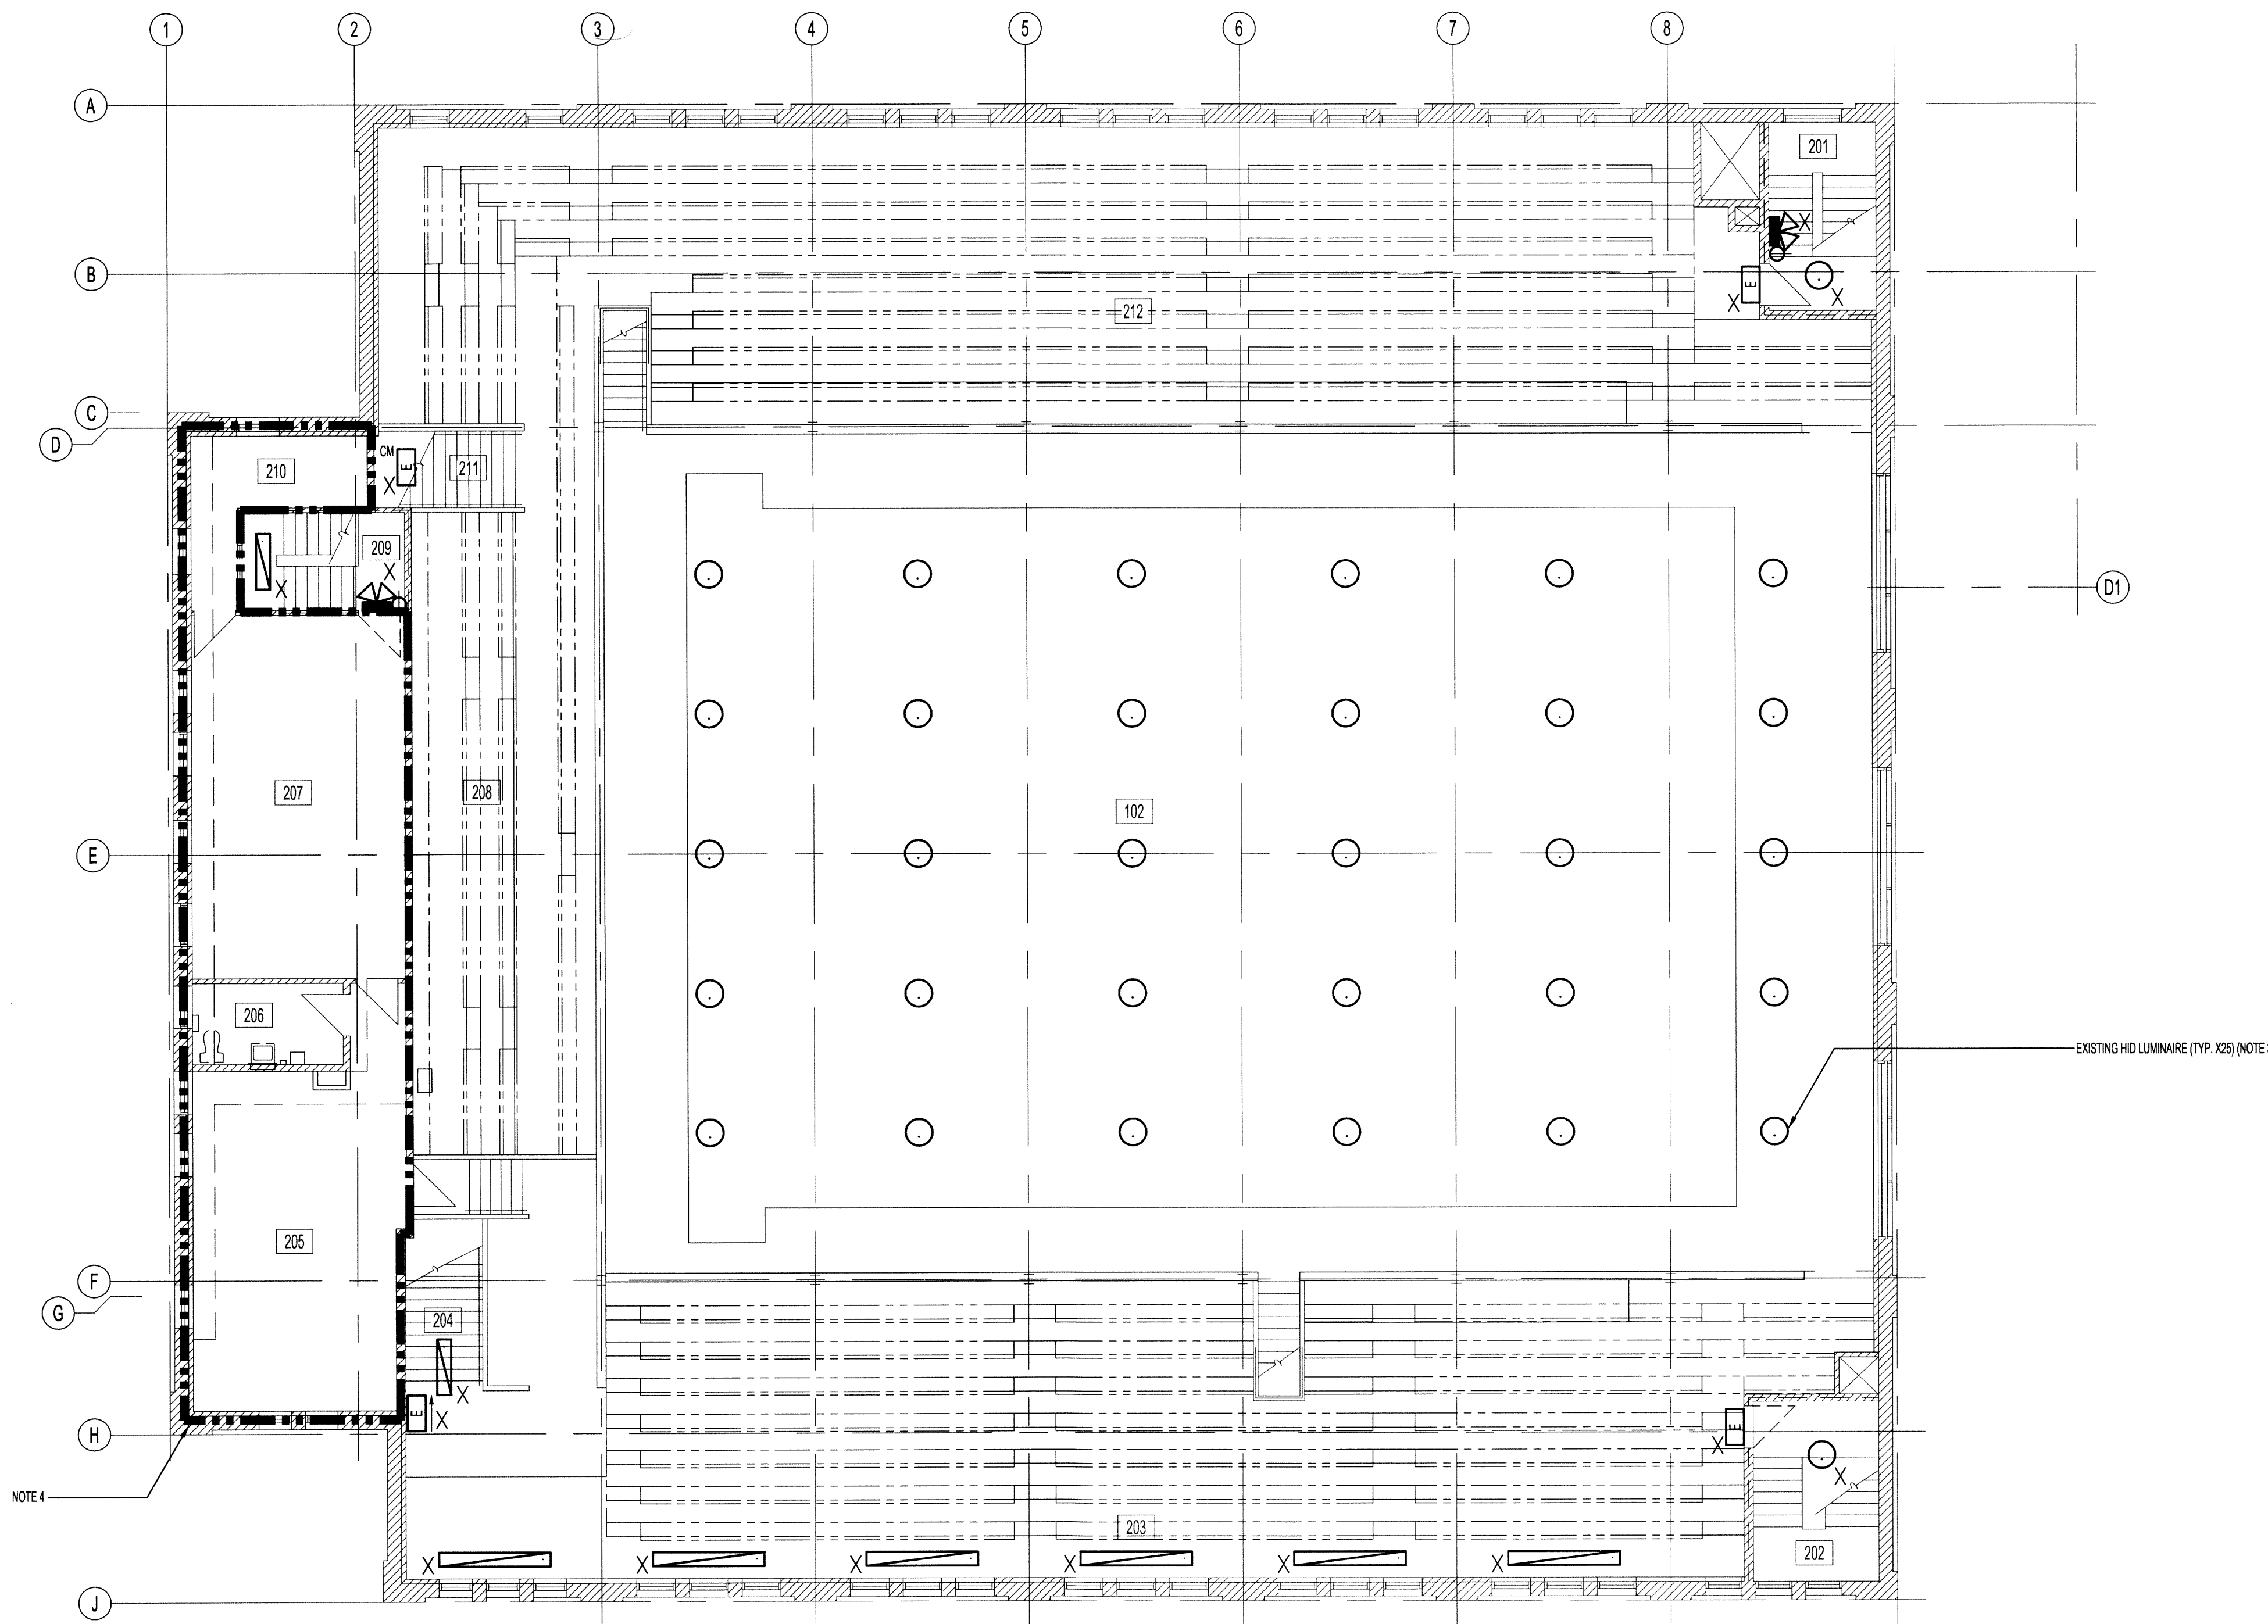 1 2 3 4 5 6 7 8
A
201
X
B
E
X
X
212
C
D
CM
E
X
211
210
209
X
X
D1
207
208
102
E
206
EXISTING HID LUMINAIRE (TYP. X25) (NOTE
205
F
G
204
X
E
X
E
X
X
H
NOTE 4
203
X X X X X X
202
J